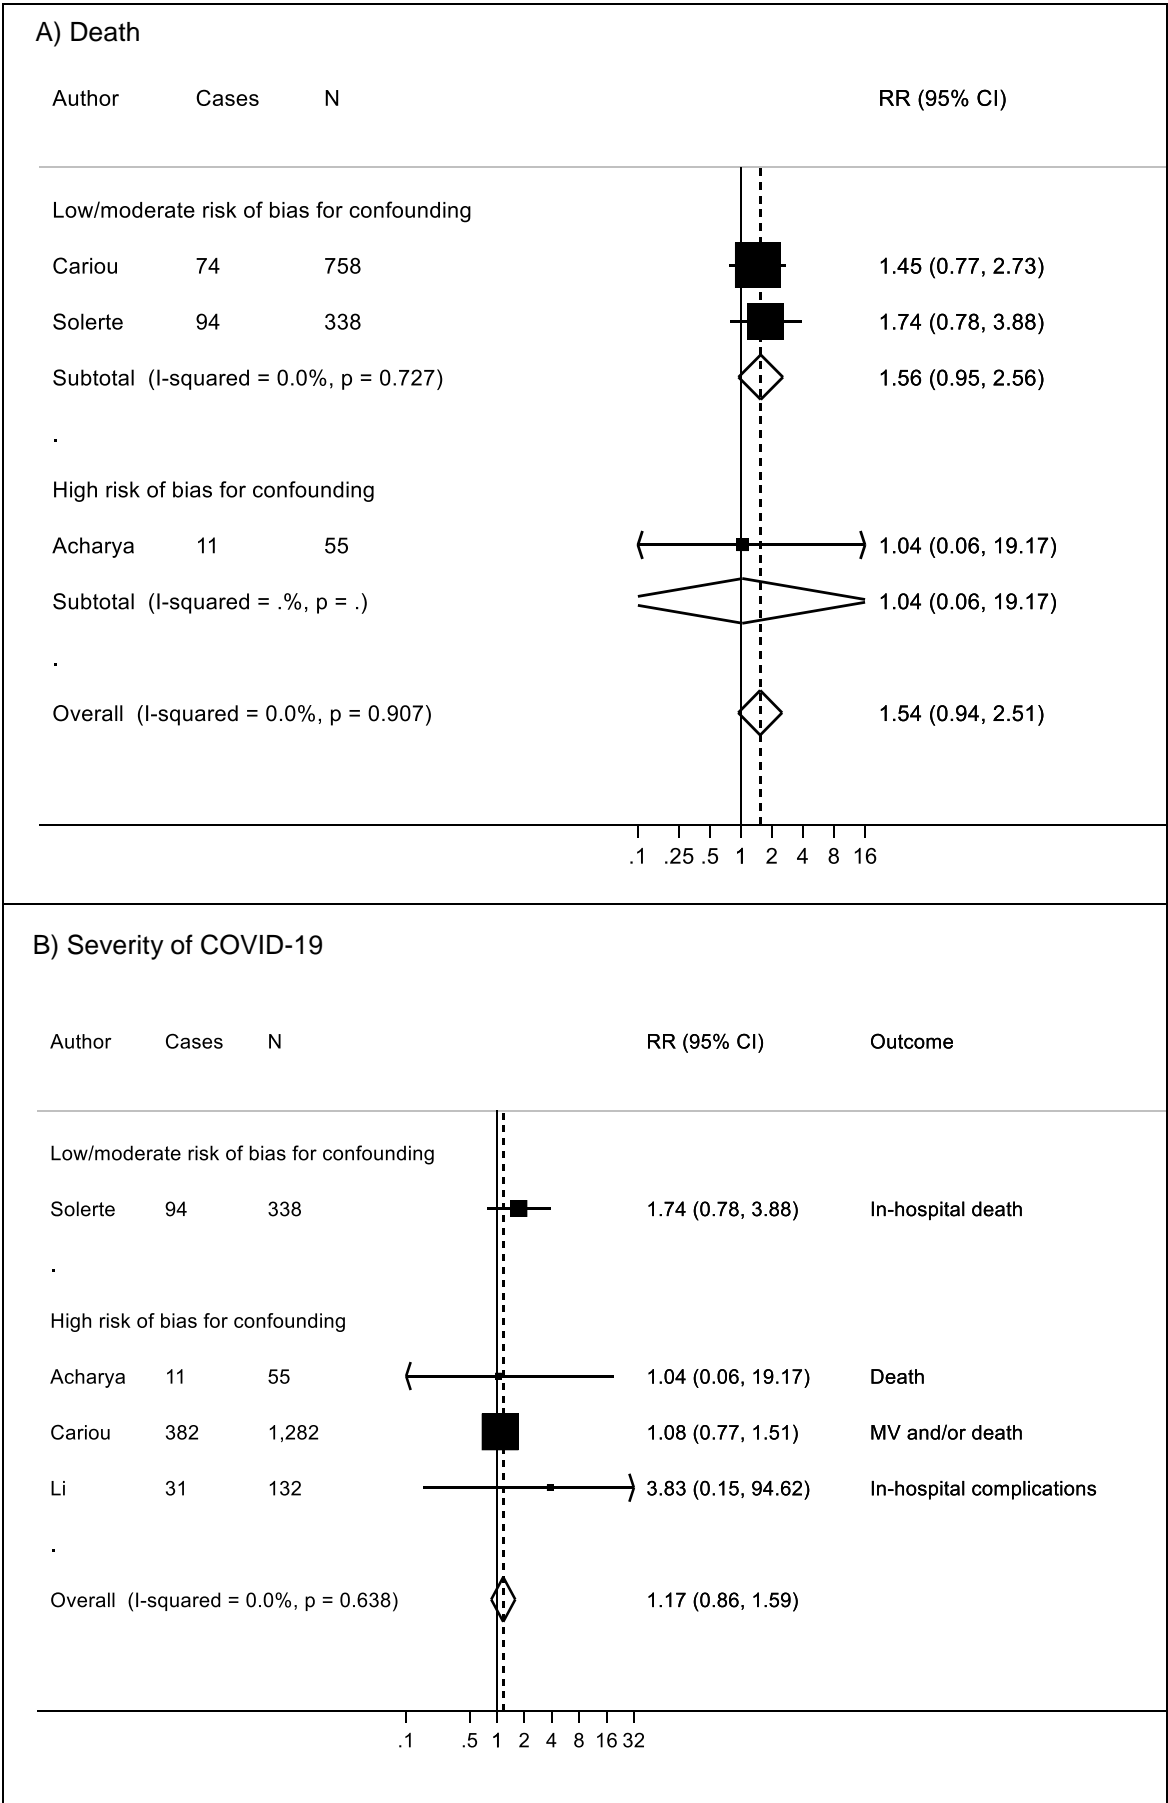 A) Death
Author Cases N RR (95% CI)
Low/moderate risk of bias for confounding
Cariou 74 758 1.45 (0.77, 2.73)
Solerte 94 338 1.74 (0.78, 3.88)
Subtotal (I-squared = 0.0%, p = 0.727) 1.56 (0.95, 2.56)
.
High risk of bias for confounding
Acharya 11 55 1.04 (0.06, 19.17)
Subtotal (I-squared = .%, p = .) 1.04 (0.06, 19.17)
.
Overall (I-squared = 0.0%, p = 0.907) 1.54 (0.94, 2.51)
.1 .25 .5 1 2 4 8 16
B) Severity of COVID-19
Author Cases N RR (95% CI) Outcome
Low/moderate risk of bias for confounding
Solerte 94 338 1.74 (0.78, 3.88) In-hospital death
.
High risk of bias for confounding
Acharya 11 55 1.04 (0.06, 19.17) Death
Cariou 382 1,282 1.08 (0.77, 1.51) MV and/or death
Li 31 132 3.83 (0.15, 94.62) In-hospital complications
.
Overall (I-squared = 0.0%, p = 0.638) 1.17 (0.86, 1.59)
.1 .5 1 2 4 8 16 32